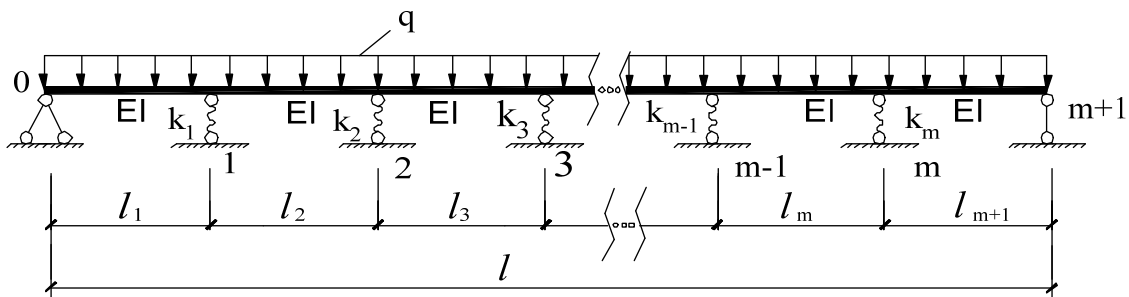 q
0
EI k₁ EI k₂ EI k₃ kₘ₋₁ EI kₘ EI m+1
1 2 3 m-1 m
l₁ l₂ l₃ lₘ lₘ₊₁
l